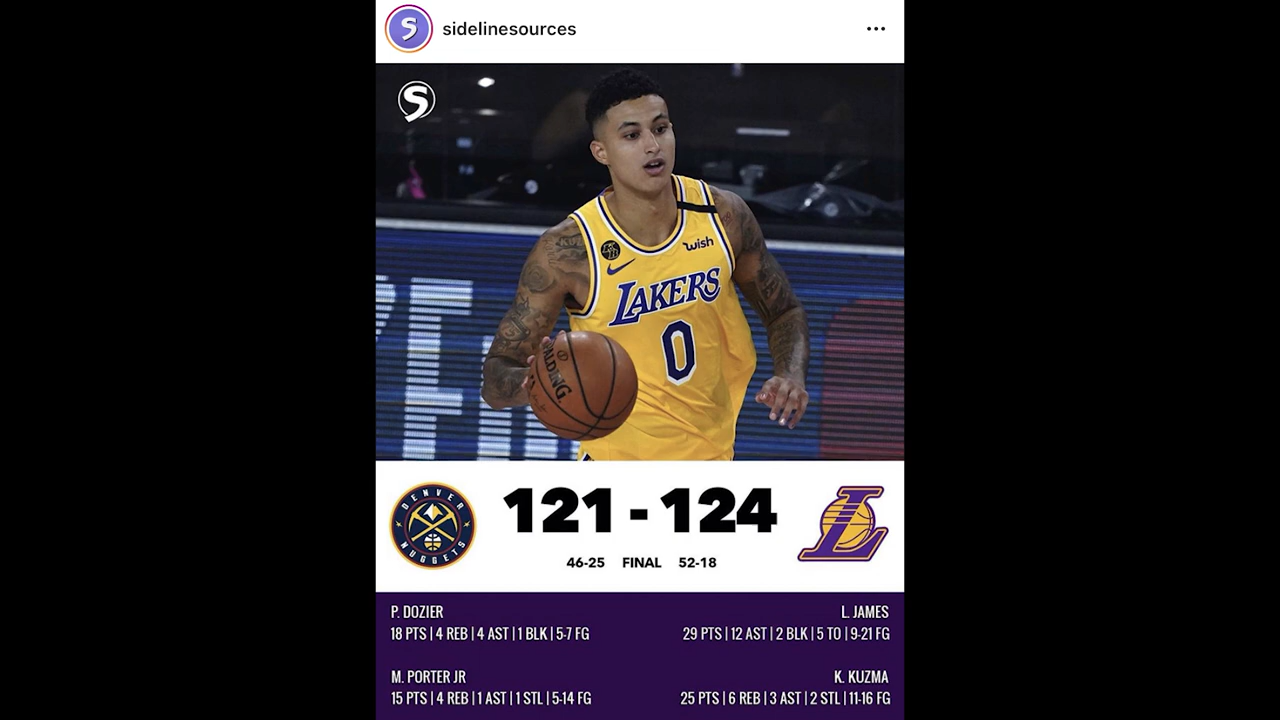 sidelinesources
S
wish
LAKERS
0
SPALDING
DENVER
NUGGETS
121 - 124
46-25 FINAL 52-18
P. DOZIER
18 PTS | 4 REB | 4 AST | 1 BLK | 5-7 FG
L. JAMES
29 PTS | 12 AST | 2 BLK | 5 TO | 9-21 FG
M. PORTER JR
15 PTS | 4 REB | 1 AST | 1 STL | 5-14 FG
K. KUZMA
25 PTS | 6 REB | 3 AST | 2 STL | 11-16 FG